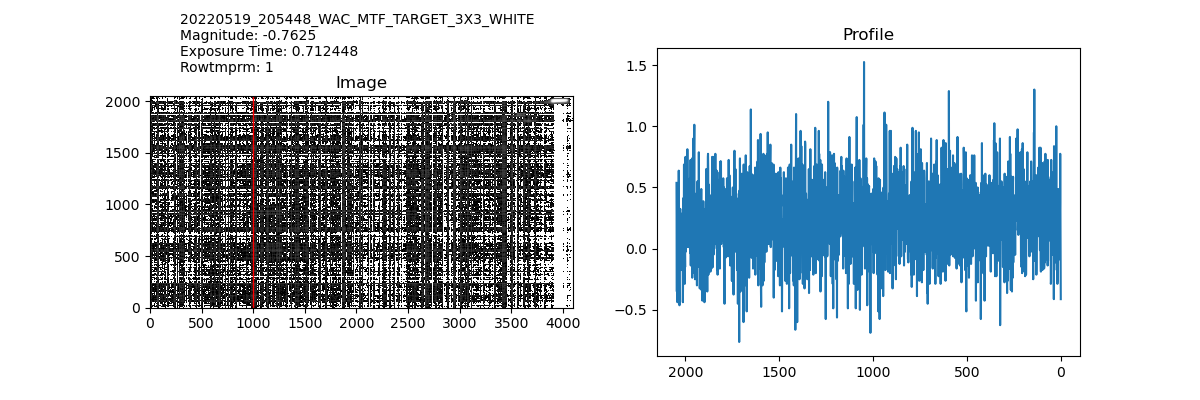 20220519_205448_WAC_MTF_TARGET_3X3_WHITE
Magnitude: -0.7625
Exposure Time: 0.712448
Rowtmprm: 1
Image
2000
1500
1000
500
0
0 500 1000 1500 2000 2500 3000 3500 4000
Profile
1.5
1.0
0.5
0.0
−0.5
2000 1500 1000 500 0